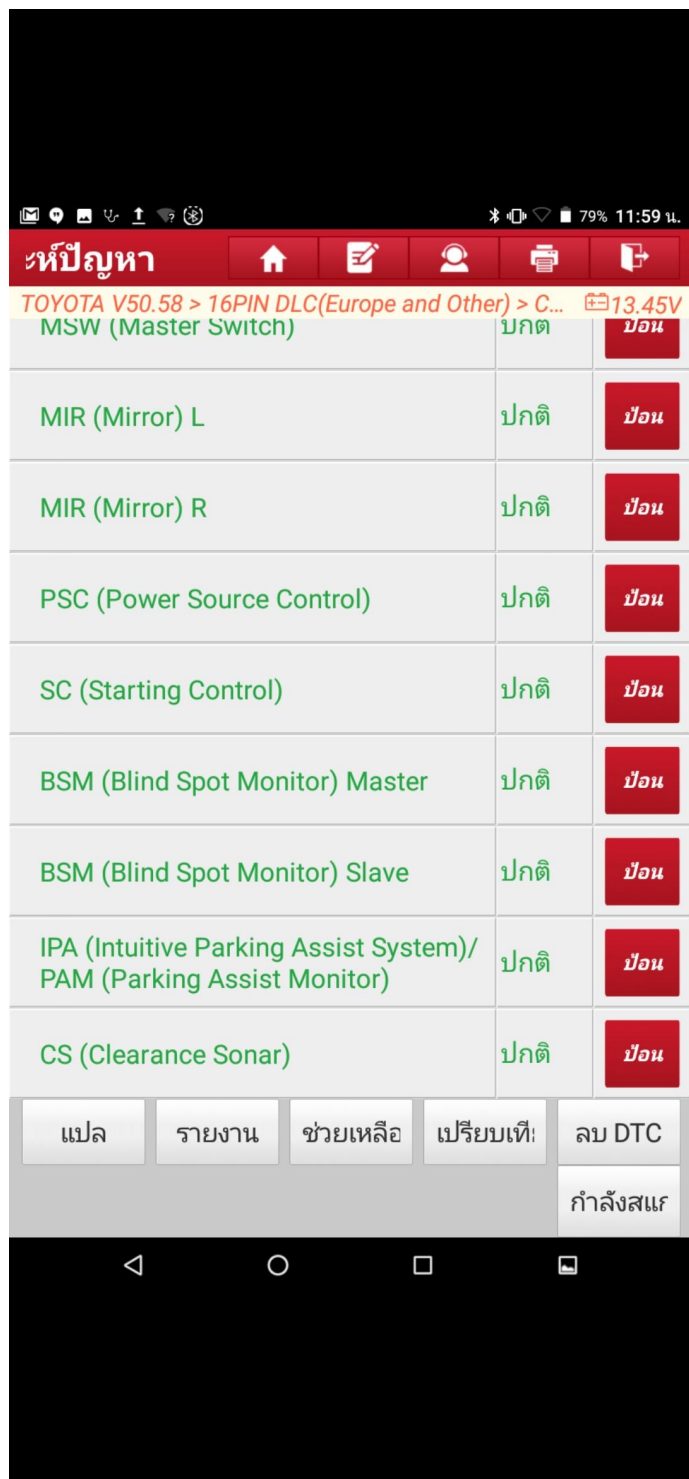 79% 11:59 น.
ะห์ปัญหา
TOYOTA V50.58 > 16PIN DLC(Europe and Other) > C... 13.45V
MSW (Master Switch) ปกติ ป้อน
MIR (Mirror) L ปกติ ป้อน
MIR (Mirror) R ปกติ ป้อน
PSC (Power Source Control) ปกติ ป้อน
SC (Starting Control) ปกติ ป้อน
BSM (Blind Spot Monitor) Master ปกติ ป้อน
BSM (Blind Spot Monitor) Slave ปกติ ป้อน
IPA (Intuitive Parking Assist System)/
PAM (Parking Assist Monitor) ปกติ ป้อน
CS (Clearance Sonar) ปกติ ป้อน
แปล รายงาน ช่วยเหลือ เปรียบเที ลบ DTC
กำลังสแก